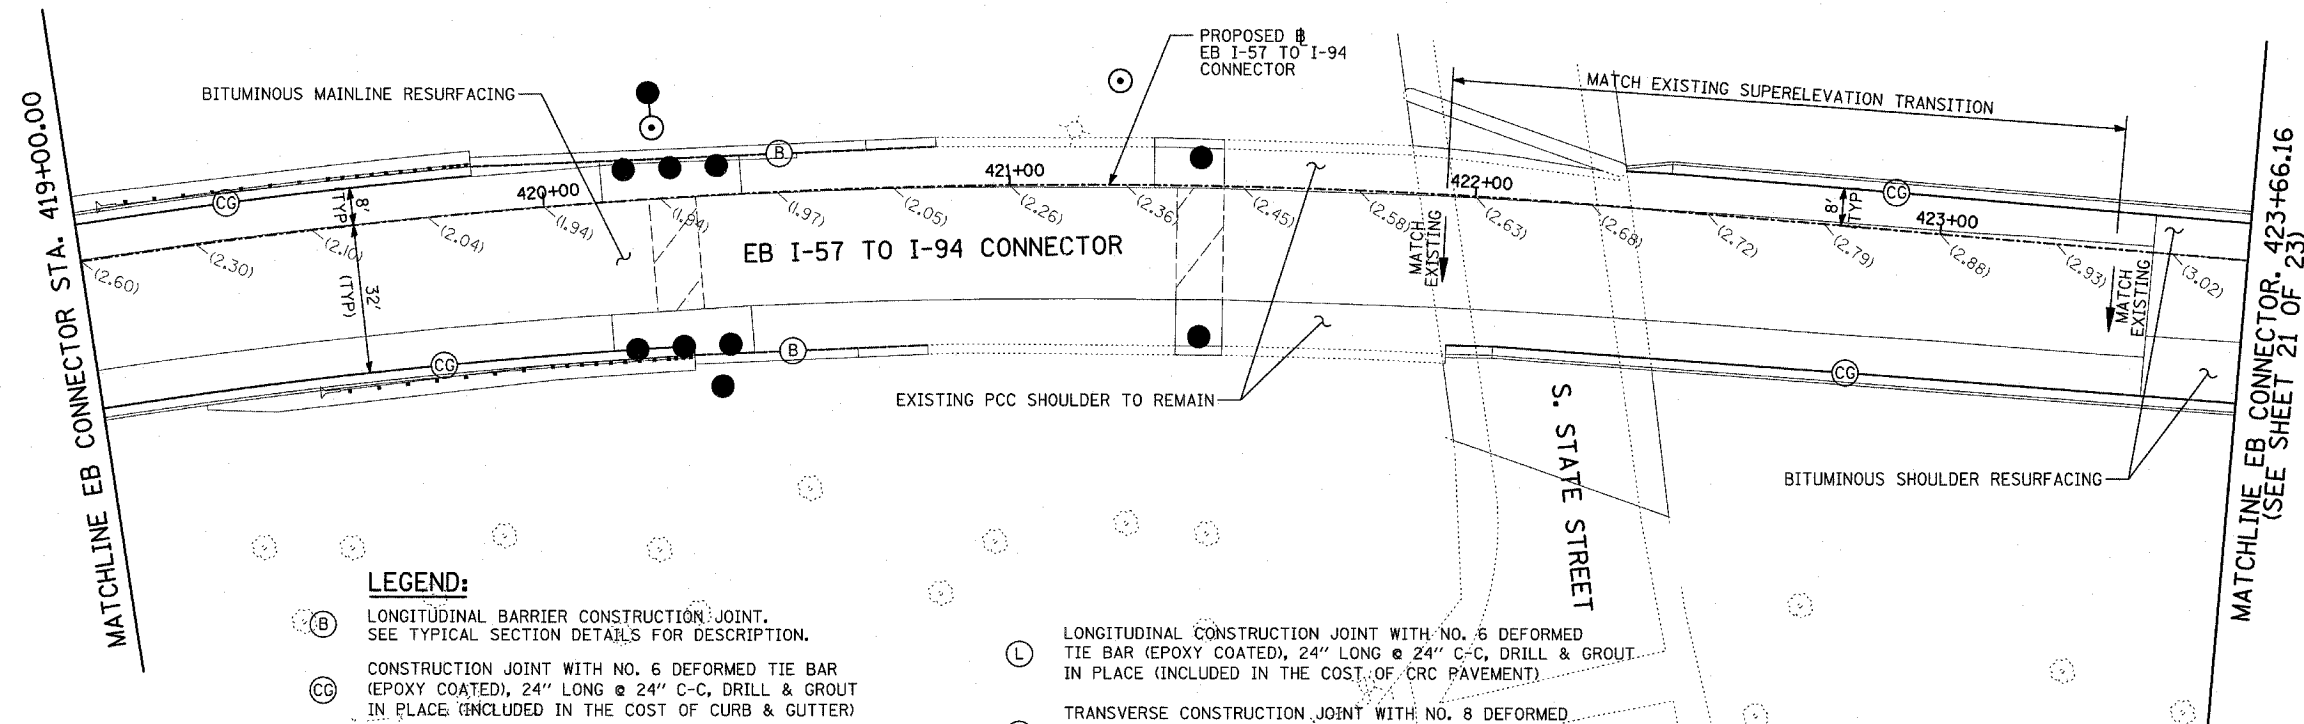 PROPOSED ℄
EB I-57 TO I-94
CONNECTOR
BITUMINOUS MAINLINE RESURFACING
MATCH EXISTING SUPERELEVATION TRANSITION
MATCHLINE EB CONNECTOR STA. 419+00.00
B
CG
8'
(TYP)
420+00
421+00
422+00
CG
8'
TYP
423+00
(2.60)
(2.30)
(2.10)
(2.04)
(1.94)
(1.84)
(1.97)
(2.05)
(2.26)
(2.36)
(2.45)
(2.58)
(2.63)
(2.68)
(2.72)
(2.79)
(2.88)
(2.93)
(3.02)
EB I-57 TO I-94 CONNECTOR
MATCH
EXISTING
MATCH
EXISTING
32'
(TYP)
CG
B
CG
EXISTING PCC SHOULDER TO REMAIN
S. STATE STREET
BITUMINOUS SHOULDER RESURFACING
MATCHLINE EB CONNECTOR. 423+66.16
(SEE SHEET 21 OF 23)
LEGEND:
B
LONGITUDINAL BARRIER CONSTRUCTION JOINT.
SEE TYPICAL SECTION DETAILS FOR DESCRIPTION.
CG
CONSTRUCTION JOINT WITH NO. 6 DEFORMED TIE BAR
(EPOXY COATED), 24" LONG @ 24" C-C, DRILL & GROUT
IN PLACE (INCLUDED IN THE COST OF CURB & GUTTER)
L
LONGITUDINAL CONSTRUCTION JOINT WITH NO. 6 DEFORMED
TIE BAR (EPOXY COATED), 24" LONG @ 24" C-C, DRILL & GROUT
IN PLACE (INCLUDED IN THE COST OF CRC PAVEMENT)
TRANSVERSE CONSTRUCTION JOINT WITH NO. 8 DEFORMED